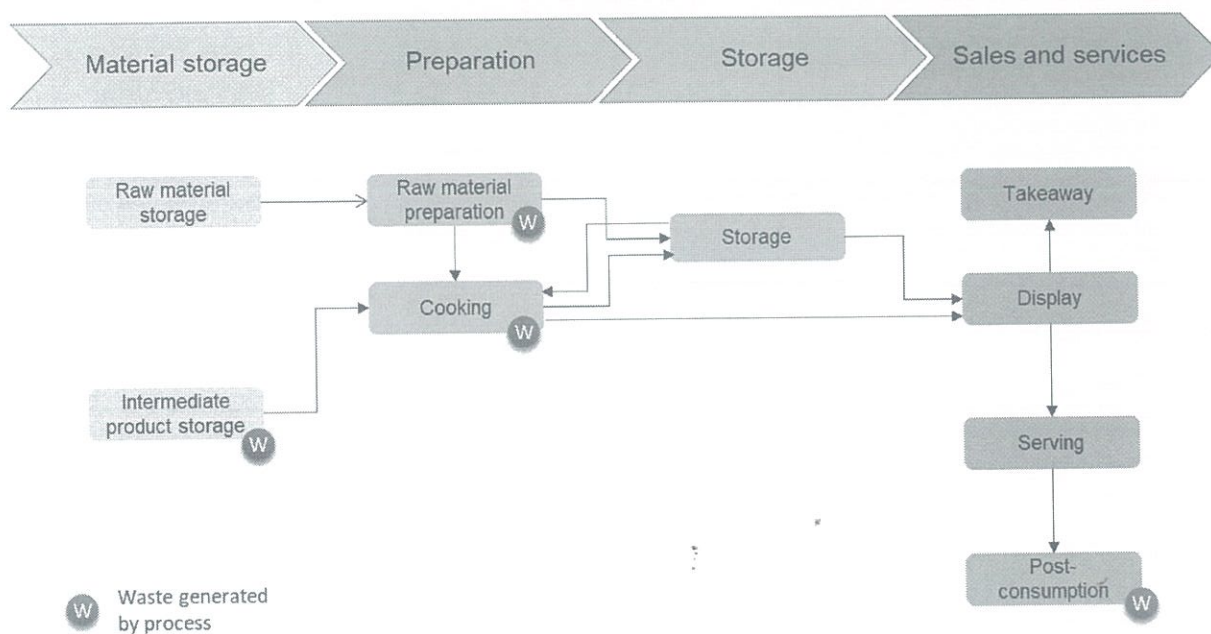 Material storage
Preparation
Storage
Sales and services
Raw material
storage
Raw material
preparation
W
Storage
Takeaway
Cooking
W
Display
Intermediate
product storage
W
Serving
Post-
consumption
W
W
Waste generated
by process